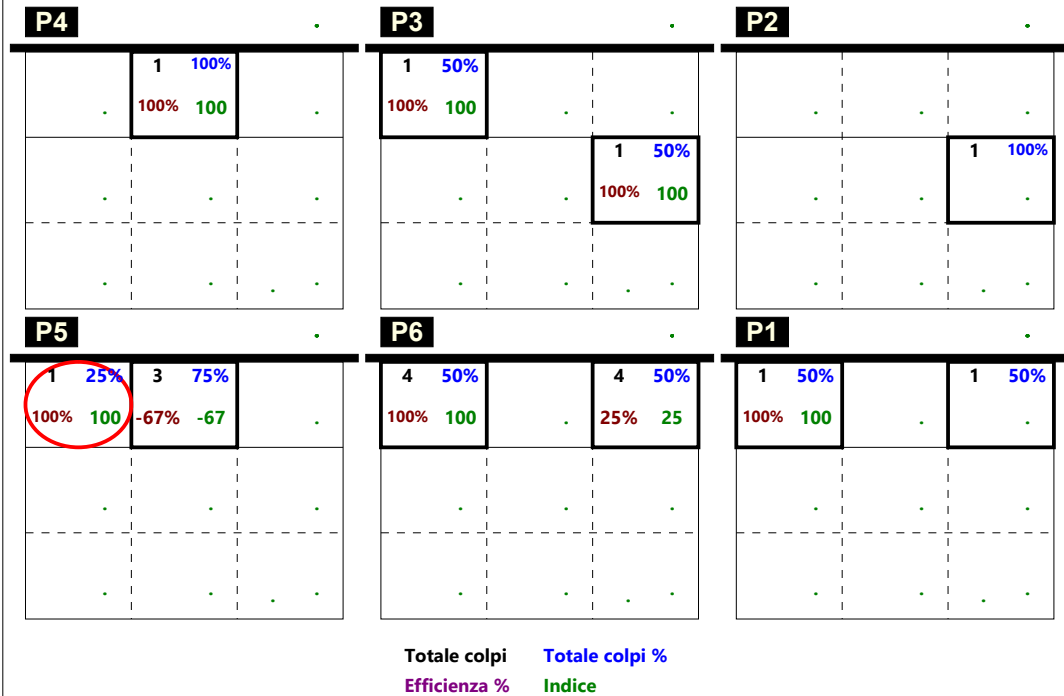 P4 P3 P2
1 100% 1 50%
100% 100 100% 100
1 50% 1 100%
100% 100
P5 P6 P1
1 25% 3 75% 4 50% 4 50% 1 50% 1 50%
100% 100 -67% -67 100% 100 25% 25 100% 100
Totale colpi Totale colpi %
Efficienza % Indice